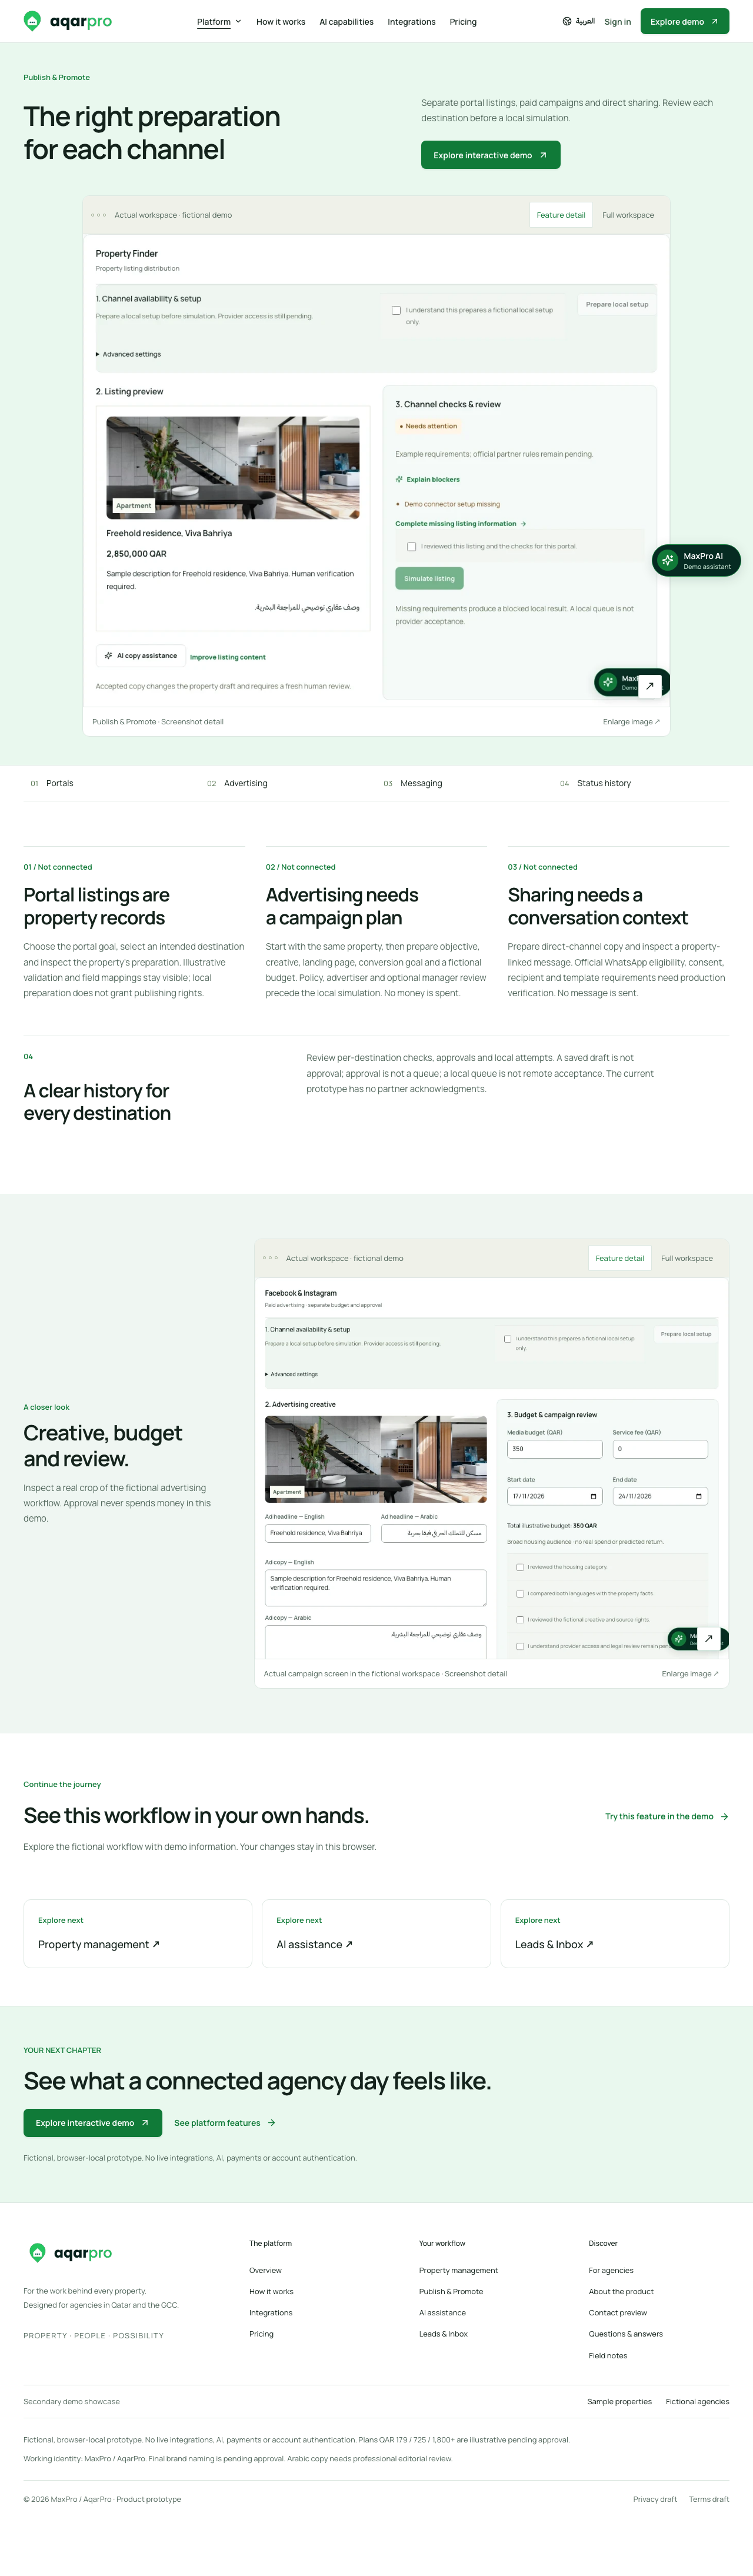 aqarpro
Platform
How it works
AI capabilities
Integrations
Pricing
العربية
Sign in
Explore demo
Publish & Promote
The right preparation
for each channel
Separate portal listings, paid campaigns and direct sharing. Review each
destination before a local simulation.
Explore interactive demo
Actual workspace · fictional demo
Feature detail
Full workspace
Property Finder
Property listing distribution
1. Channel availability & setup
Prepare a local setup before simulation. Provider access is still pending.
I understand this prepares a fictional local setup
only.
Prepare local setup
Advanced settings
2. Listing preview
Apartment
Freehold residence, Viva Bahriya
2,850,000 QAR
Sample description for Freehold residence, Viva Bahriya. Human verification
required.
وصف عقاري توضيحي للمراجعة البشرية.
AI copy assistance
Improve listing content
Accepted copy changes the property draft and requires a fresh human review.
3. Channel checks & review
Needs attention
Example requirements; official partner rules remain pending.
Explain blockers
Demo connector setup missing
Complete missing listing information
I reviewed this listing and the checks for this portal.
Simulate listing
Missing requirements produce a blocked local result. A local queue is not
provider acceptance.
MaxPro AI
Demo assistant
Publish & Promote · Screenshot detail
Enlarge image ↗
01 Portals
02 Advertising
03 Messaging
04 Status history
01 / Not connected
Portal listings are
property records
Choose the portal goal, select an intended destination
and inspect the property's preparation. Illustrative
validation and field mappings stay visible; local
preparation does not grant publishing rights.
02 / Not connected
Advertising needs
a campaign plan
Start with the same property, then prepare objective,
creative, landing page, conversion goal and a fictional
budget. Policy, advertiser and optional manager review
precede the local simulation. No money is spent.
03 / Not connected
Sharing needs a
conversation context
Prepare direct-channel copy and inspect a property-
linked message. Official WhatsApp eligibility, consent,
recipient and template requirements need production
verification. No message is sent.
04
A clear history for
every destination
Review per-destination checks, approvals and local attempts. A saved draft is not
approval; approval is not a queue; a local queue is not remote acceptance. The current
prototype has no partner acknowledgments.
A closer look
Creative, budget
and review.
Inspect a real crop of the fictional advertising
workflow. Approval never spends money in this
demo.
Actual workspace · fictional demo
Feature detail
Full workspace
Facebook & Instagram
Paid advertising · separate budget and approval
1. Channel availability & setup
Prepare a local setup before simulation. Provider access is still pending.
I understand this prepares a fictional local setup
only.
Prepare local setup
Advanced settings
2. Advertising creative
Apartment
Ad headline — English
Freehold residence, Viva Bahriya
Ad headline — Arabic
مسكن للتملك الحر في فيفا بحرية
Ad copy — English
Sample description for Freehold residence, Viva Bahriya. Human
verification required.
Ad copy — Arabic
وصف عقاري توضيحي للمراجعة البشرية.
3. Budget & campaign review
Media budget (QAR)
350
Service fee (QAR)
0
Start date
17/11/2026
End date
24/11/2026
Total illustrative budget: 350 QAR
Broad housing audience · no real spend or predicted return.
I reviewed the housing category.
I compared both languages with the property facts.
I reviewed the fictional creative and source rights.
I understand provider access and legal review remain
Actual campaign screen in the fictional workspace · Screenshot detail
Enlarge image ↗
Continue the journey
See this workflow in your own hands.
Explore the fictional workflow with demo information. Your changes stay in this browser.
Try this feature in the demo
Explore next
Property management ↗
Explore next
AI assistance ↗
Explore next
Leads & Inbox ↗
YOUR NEXT CHAPTER
See what a connected agency day feels like.
Explore interactive demo
See platform features
Fictional, browser-local prototype. No live integrations, AI, payments or account authentication.
aqarpro
For the work behind every property.
Designed for agencies in Qatar and the GCC.
PROPERTY · PEOPLE · POSSIBILITY
The platform
Overview
How it works
Integrations
Pricing
Your workflow
Property management
Publish & Promote
AI assistance
Leads & Inbox
Discover
For agencies
About the product
Contact preview
Questions & answers
Field notes
Secondary demo showcase
Sample properties
Fictional agencies
Fictional, browser-local prototype. No live integrations, AI, payments or account authentication. Plans QAR 179 / 725 / 1,800+ are illustrative pending approval.
Working identity: MaxPro / AqarPro. Final brand naming is pending approval. Arabic copy needs professional editorial review.
© 2026 MaxPro / AqarPro · Product prototype
Privacy draft
Terms draft